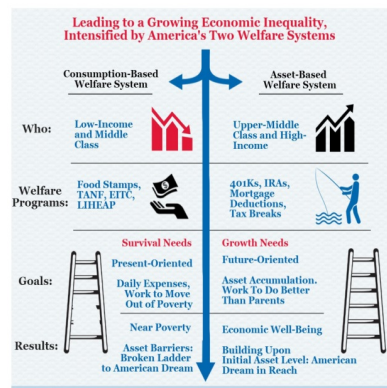 Leading to a Growing Economic Inequality,
Intensified by America's Two Welfare Systems
Consumption-Based
Welfare System
Asset-Based
Welfare System
Who:
Low-Income
and Middle
Class
Upper-Middle
Class and High-
Income
Welfare
Programs:
Food Stamps,
TANF, EITC,
LIHEAP
401Ks, IRAs,
Mortgage
Deductions,
Tax Breaks
Survival Needs
Growth Needs
Goals:
Present-Oriented
Daily Expenses,
Work to Move
Out of Poverty
Future-Oriented
Asset Accumulation.
Work To Do Better
Than Parents
Results:
Near Poverty
Asset Barriers:
Broken Ladder
to American Dream
Economic Well-Being
Building Upon
Initial Asset Level: American
Dream in Reach